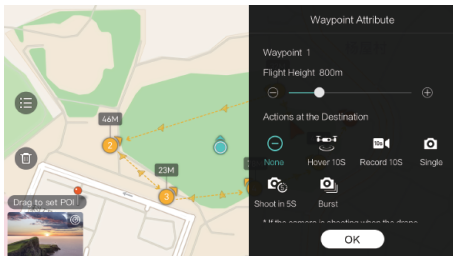 Waypoint Attribute
Waypoint 1
Flight Height 800m
Actions at the Destination
None
Hover 10S
10s
Record 10S
Single
S
Shoot in 5S
Burst
OK
46M
2
23M
3
Drag to set POI